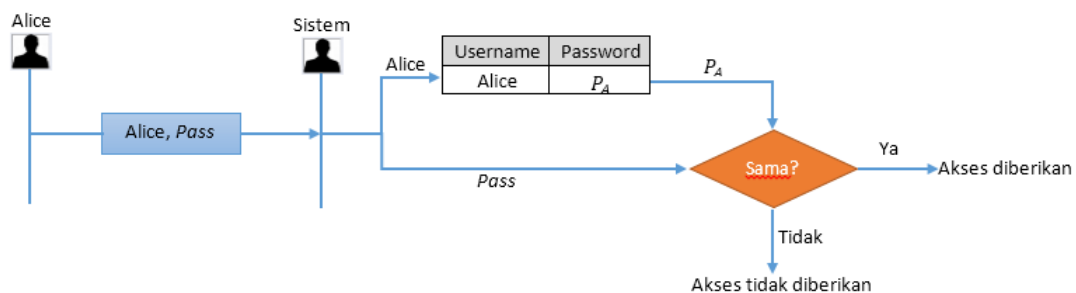 Alice
Sistem
Alice, Pass
Alice
Username Password
Alice P_A
P_A
Pass
Sama?
Ya
Akses diberikan
Tidak
Akses tidak diberikan